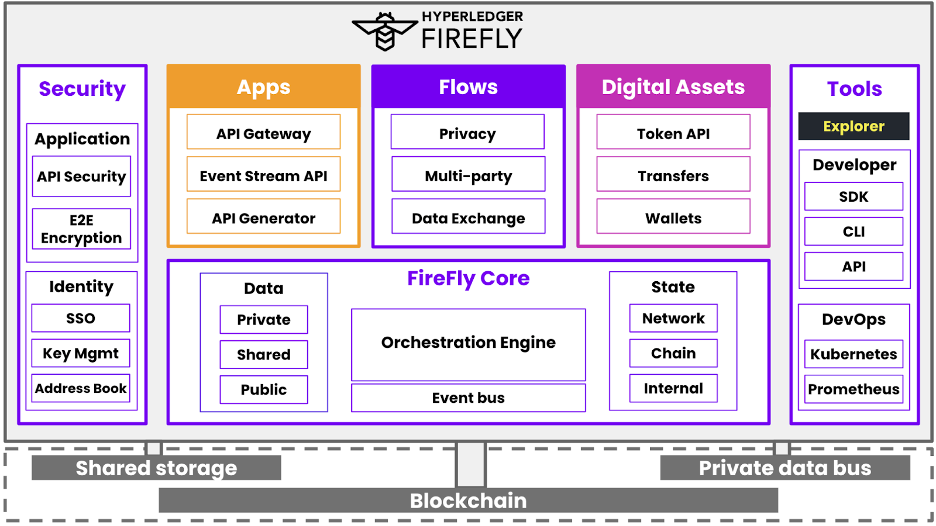 HYPERLEDGER
FIREFLY
Security
Application
API Security
E2E
Encryption
Identity
SSO
Key Mgmt
Address Book
Apps
API Gateway
Event Stream API
API Generator
Flows
Privacy
Multi-party
Data Exchange
Digital Assets
Token API
Transfers
Wallets
FireFly Core
Data
Private
Shared
Public
Orchestration Engine
Event bus
State
Network
Chain
Internal
Tools
Explorer
Developer
SDK
CLI
API
DevOps
Kubernetes
Prometheus
Shared storage
Private data bus
Blockchain